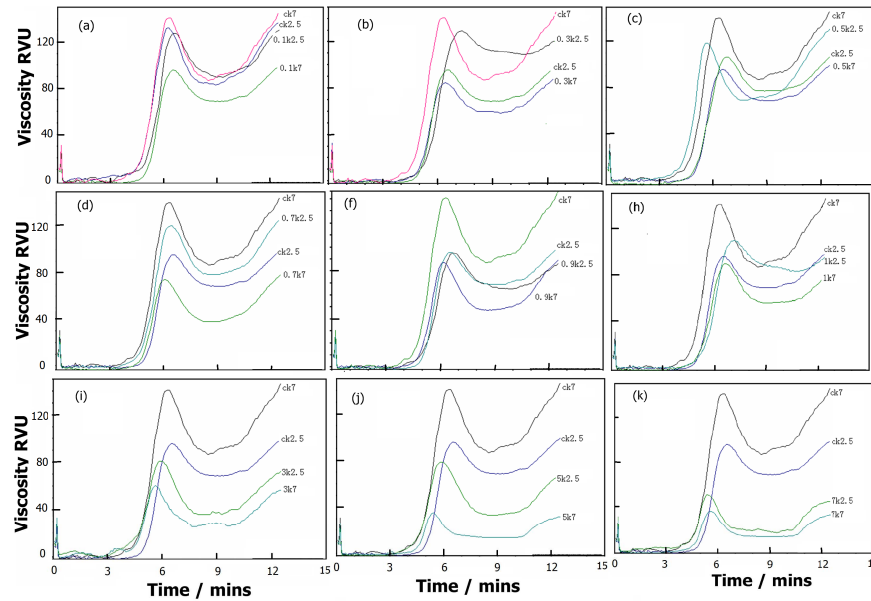 (a)
ck7
ck2.5
0.1k2.5
0.1k7
(b)
ck7
0.3k2.5
ck2.5
0.3k7
(c)
ck7
0.5k2.5
ck2.5
0.5k7
Viscosity RVU
120
80
40
0
(d)
ck7
0.7k2.5
ck2.5
0.7k7
(f)
ck7
ck2.5
0.9k2.5
0.9k7
(h)
ck7
ck2.5
1k2.5
1k7
Viscosity RVU
120
80
40
0
(i)
ck7
ck2.5
3k2.5
3k7
(j)
ck7
ck2.5
5k2.5
5k7
(k)
ck7
ck2.5
7k2.5
7k7
Viscosity RVU
120
80
40
0
0 3 6 9 12 15
0 3 6 9 12 15
0 3 6 9 12 1
Time / mins
Time / mins
Time / mins